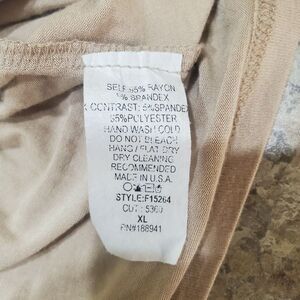 SELF:95% RAYON
5% SPANDEX
CONTRAST: 5%SPANDEX
95%POLYESTER
HAND WASH COLD
DO NOT BLEACH
HANG / FLAT DRY
DRY CLEANING
RECOMMENDED
MADE IN U.S.A.
STYLE:F15264
CUT: 5360
XL
RN#188941